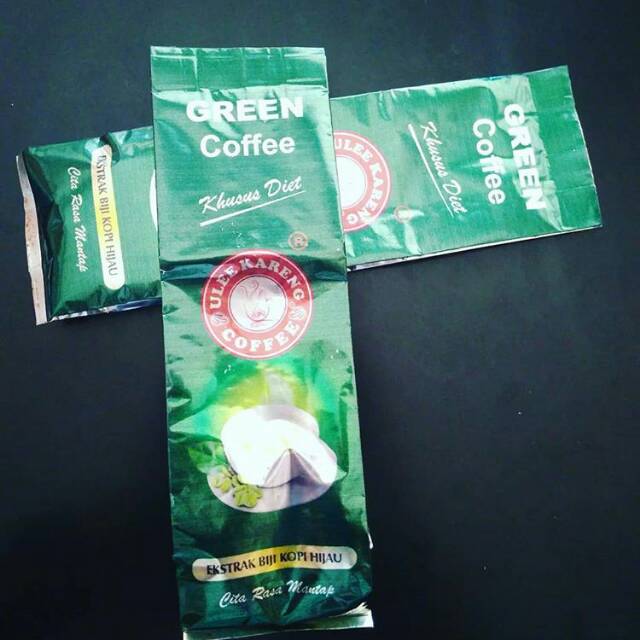 GREEN
Coffee
Khusus Diet
®
ULEE KARENG
COFFEE
EKSTRAK BIJI KOPI HIJAU
Cita Rasa Mantap
GREEN
Coffee
Khusus Diet
®
ULEE KARENG
EKSTRAK BIJI KOPI HIJAU
Cita Rasa Mantap